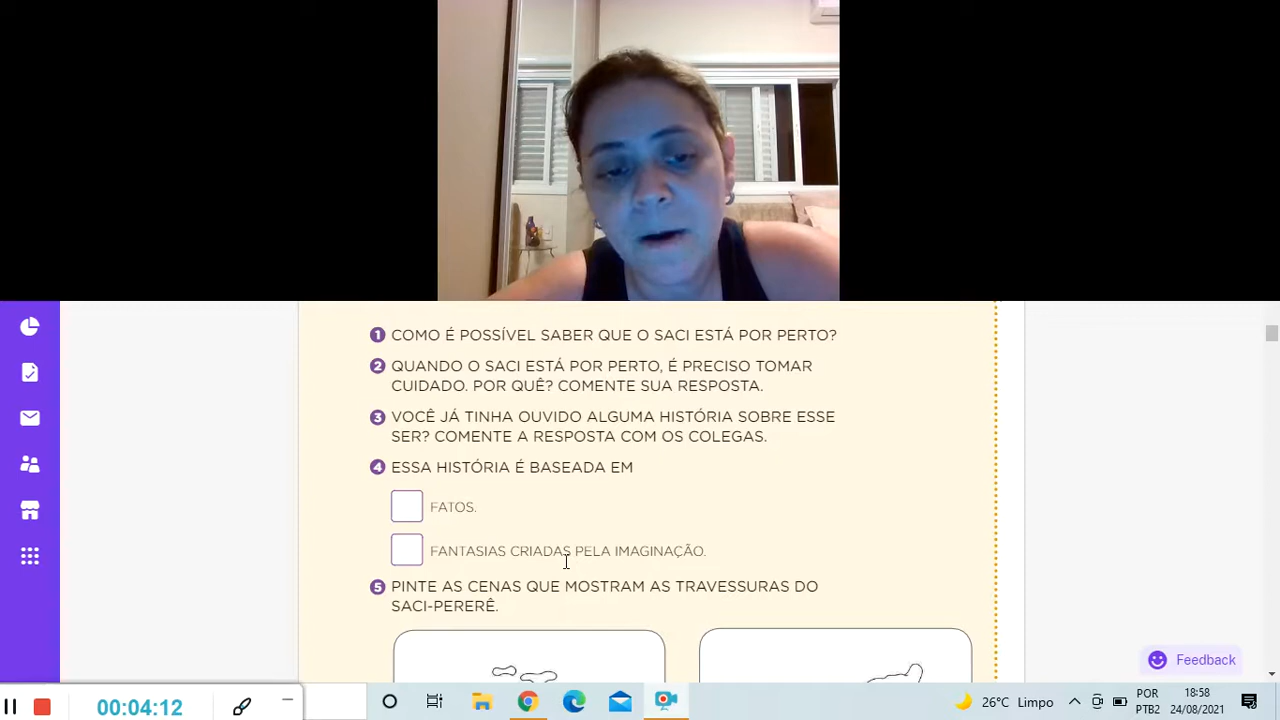 1 COMO É POSSÍVEL SABER QUE O SACI ESTÁ POR PERTO?
2 QUANDO O SACI ESTÁ POR PERTO, É PRECISO TOMAR
CUIDADO. POR QUÊ? COMENTE SUA RESPOSTA.
3 VOCÊ JÁ TINHA OUVIDO ALGUMA HISTÓRIA SOBRE ESSE
SER? COMENTE A RESPOSTA COM OS COLEGAS.
4 ESSA HISTÓRIA É BASEADA EM
FATOS.
FANTASIAS CRIADAS PELA IMAGINAÇÃO.
5 PINTE AS CENAS QUE MOSTRAM AS TRAVESSURAS DO
SACI-PERERÊ.
Feedback
00:04:12
26°C Limpo
POR
PTB2
18:58
24/08/2021